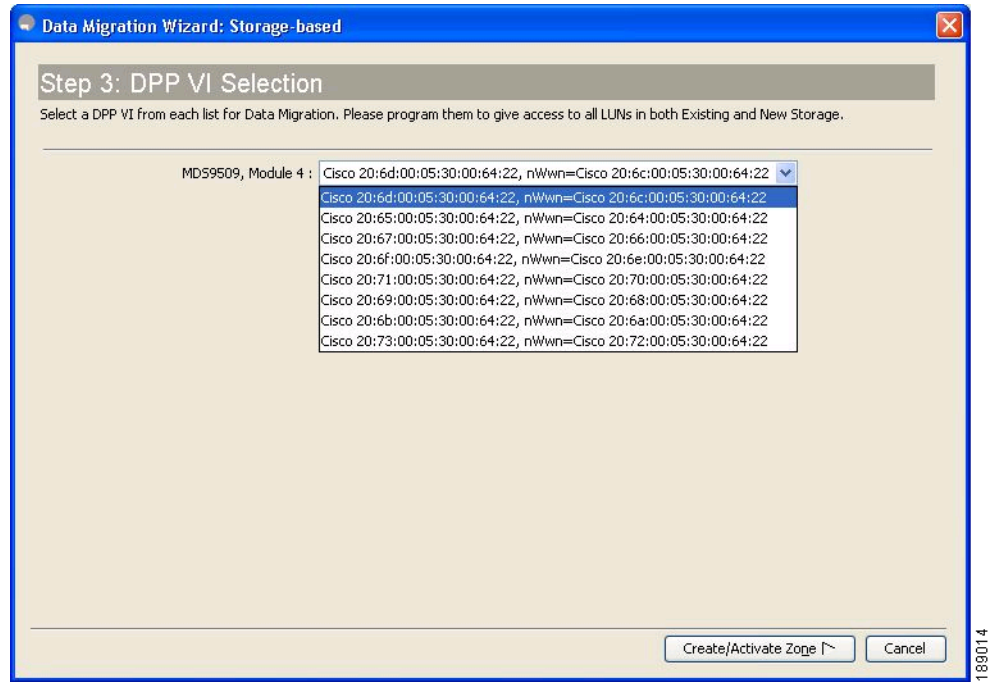 Data Migration Wizard: Storage-based
Step 3: DPP VI Selection
Select a DPP VI from each list for Data Migration. Please program them to give access to all LUNs in both Existing and New Storage.
MDS9509, Module 4 : Cisco 20:6d:00:05:30:00:64:22, nWwn=Cisco 20:6c:00:05:30:00:64:22
Cisco 20:6d:00:05:30:00:64:22, nWwn=Cisco 20:6c:00:05:30:00:64:22
Cisco 20:65:00:05:30:00:64:22, nWwn=Cisco 20:64:00:05:30:00:64:22
Cisco 20:67:00:05:30:00:64:22, nWwn=Cisco 20:66:00:05:30:00:64:22
Cisco 20:6f:00:05:30:00:64:22, nWwn=Cisco 20:6e:00:05:30:00:64:22
Cisco 20:71:00:05:30:00:64:22, nWwn=Cisco 20:70:00:05:30:00:64:22
Cisco 20:69:00:05:30:00:64:22, nWwn=Cisco 20:68:00:05:30:00:64:22
Cisco 20:6b:00:05:30:00:64:22, nWwn=Cisco 20:6a:00:05:30:00:64:22
Cisco 20:73:00:05:30:00:64:22, nWwn=Cisco 20:72:00:05:30:00:64:22
Create/Activate Zone
Cancel
189014